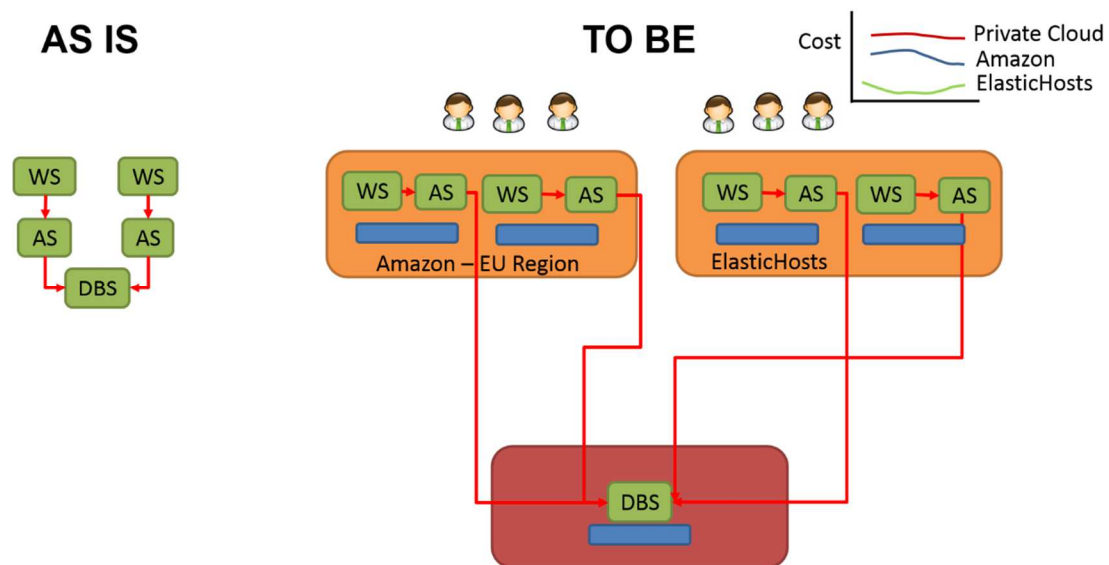 AS IS
TO BE
Cost
Private Cloud
Amazon
ElasticHosts
WS
WS
AS
AS
DBS
WS
AS
WS
AS
Amazon – EU Region
WS
AS
WS
AS
ElasticHosts
DBS